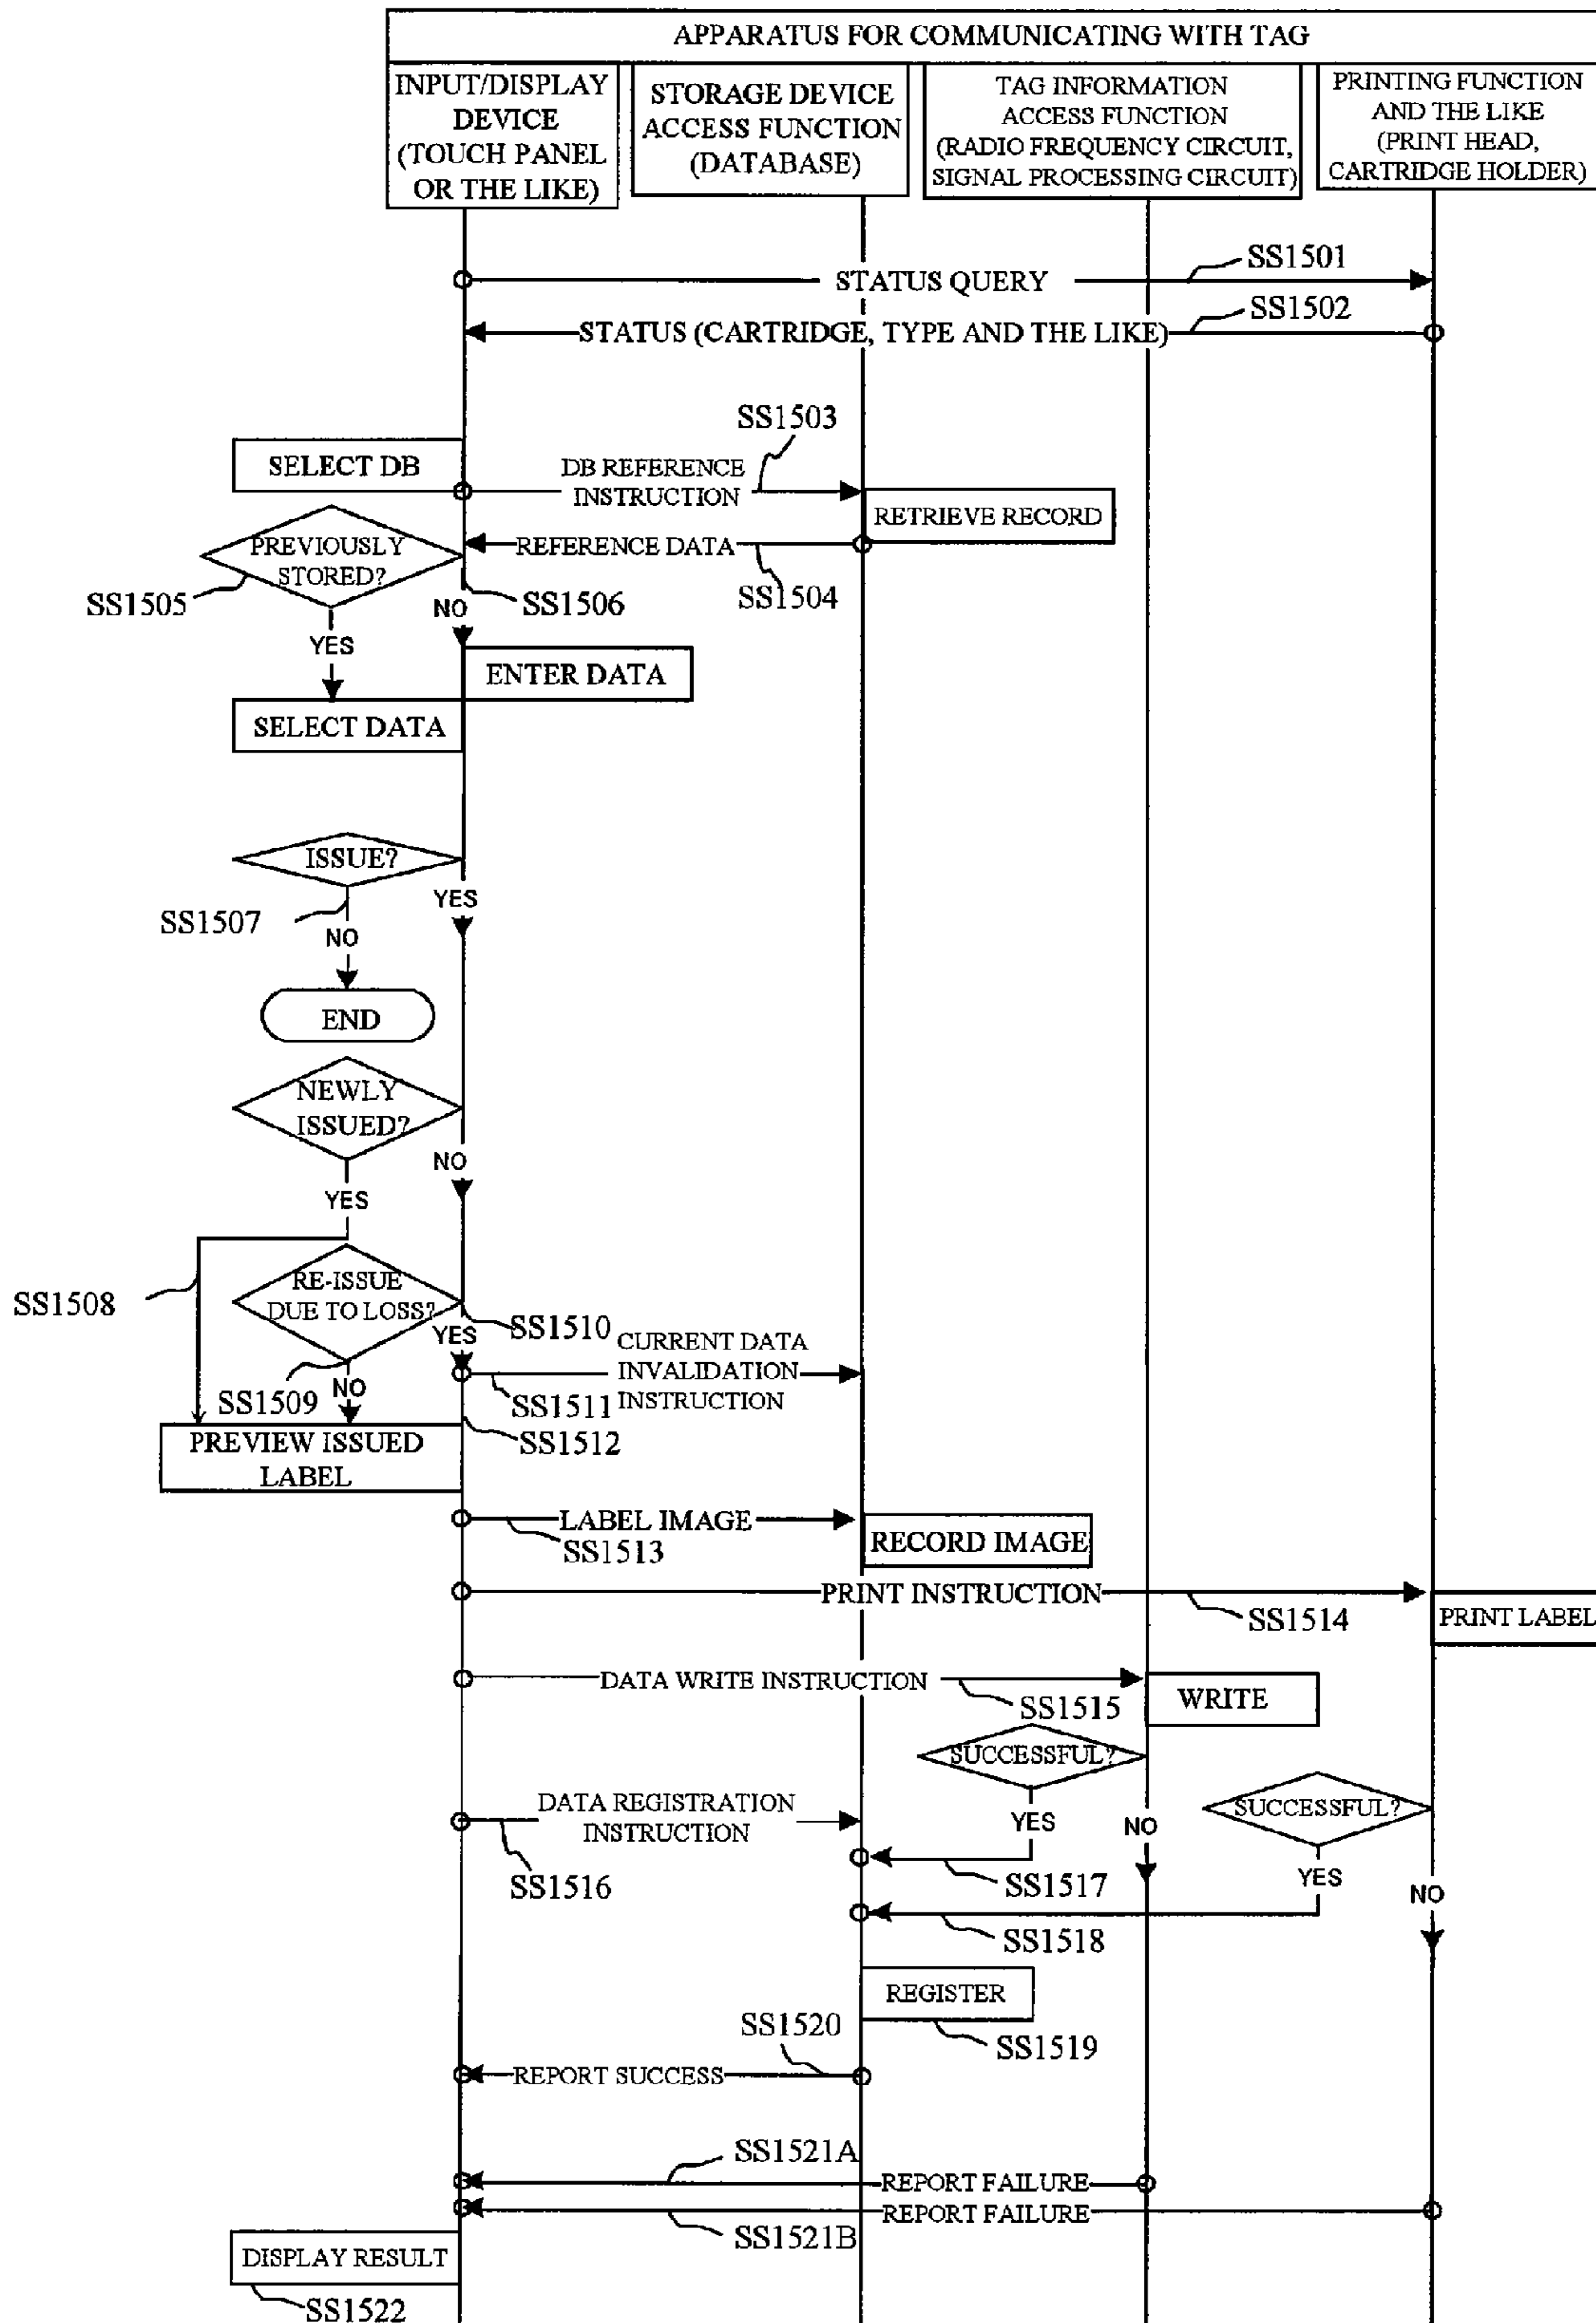 APPARATUS FOR COMMUNICATING WITH TAG
INPUT/DISPLAY
DEVICE
(TOUCH PANEL
OR THE LIKE)
STORAGE DEVICE
ACCESS FUNCTION
(DATABASE)
TAG INFORMATION
ACCESS FUNCTION
(RADIO FREQUENCY CIRCUIT,
SIGNAL PROCESSING CIRCUIT)
PRINTING FUNCTION
AND THE LIKE
(PRINT HEAD,
CARTRIDGE HOLDER)
SS1501
STATUS QUERY
SS1502
STATUS (CARTRIDGE, TYPE AND THE LIKE)
SS1503
SELECT DB
DB REFERENCE
INSTRUCTION
RETRIEVE RECORD
PREVIOUSLY
STORED?
REFERENCE DATA
SS1505
NO
SS1506
SS1504
YES
ENTER DATA
SELECT DATA
ISSUE?
YES
SS1507
NO
END
NEWLY
ISSUED?
NO
YES
RE-ISSUE
DUE TO LOSS?
SS1508
SS1510
YES
CURRENT DATA
INVALIDATION
INSTRUCTION
SS1509
NO
SS1511
SS1512
PREVIEW ISSUED
LABEL
LABEL IMAGE
SS1513
RECORD IMAGE
PRINT INSTRUCTION
SS1514
PRINT LABEL
DATA WRITE INSTRUCTION
SS1515
WRITE
SUCCESSFUL?
DATA REGISTRATION
INSTRUCTION
YES
NO
SUCCESSFUL?
SS1516
SS1517
YES
NO
SS1518
REGISTER
SS1520
SS1519
REPORT SUCCESS
SS1521A
REPORT FAILURE
REPORT FAILURE
SS1521B
DISPLAY RESULT
SS1522